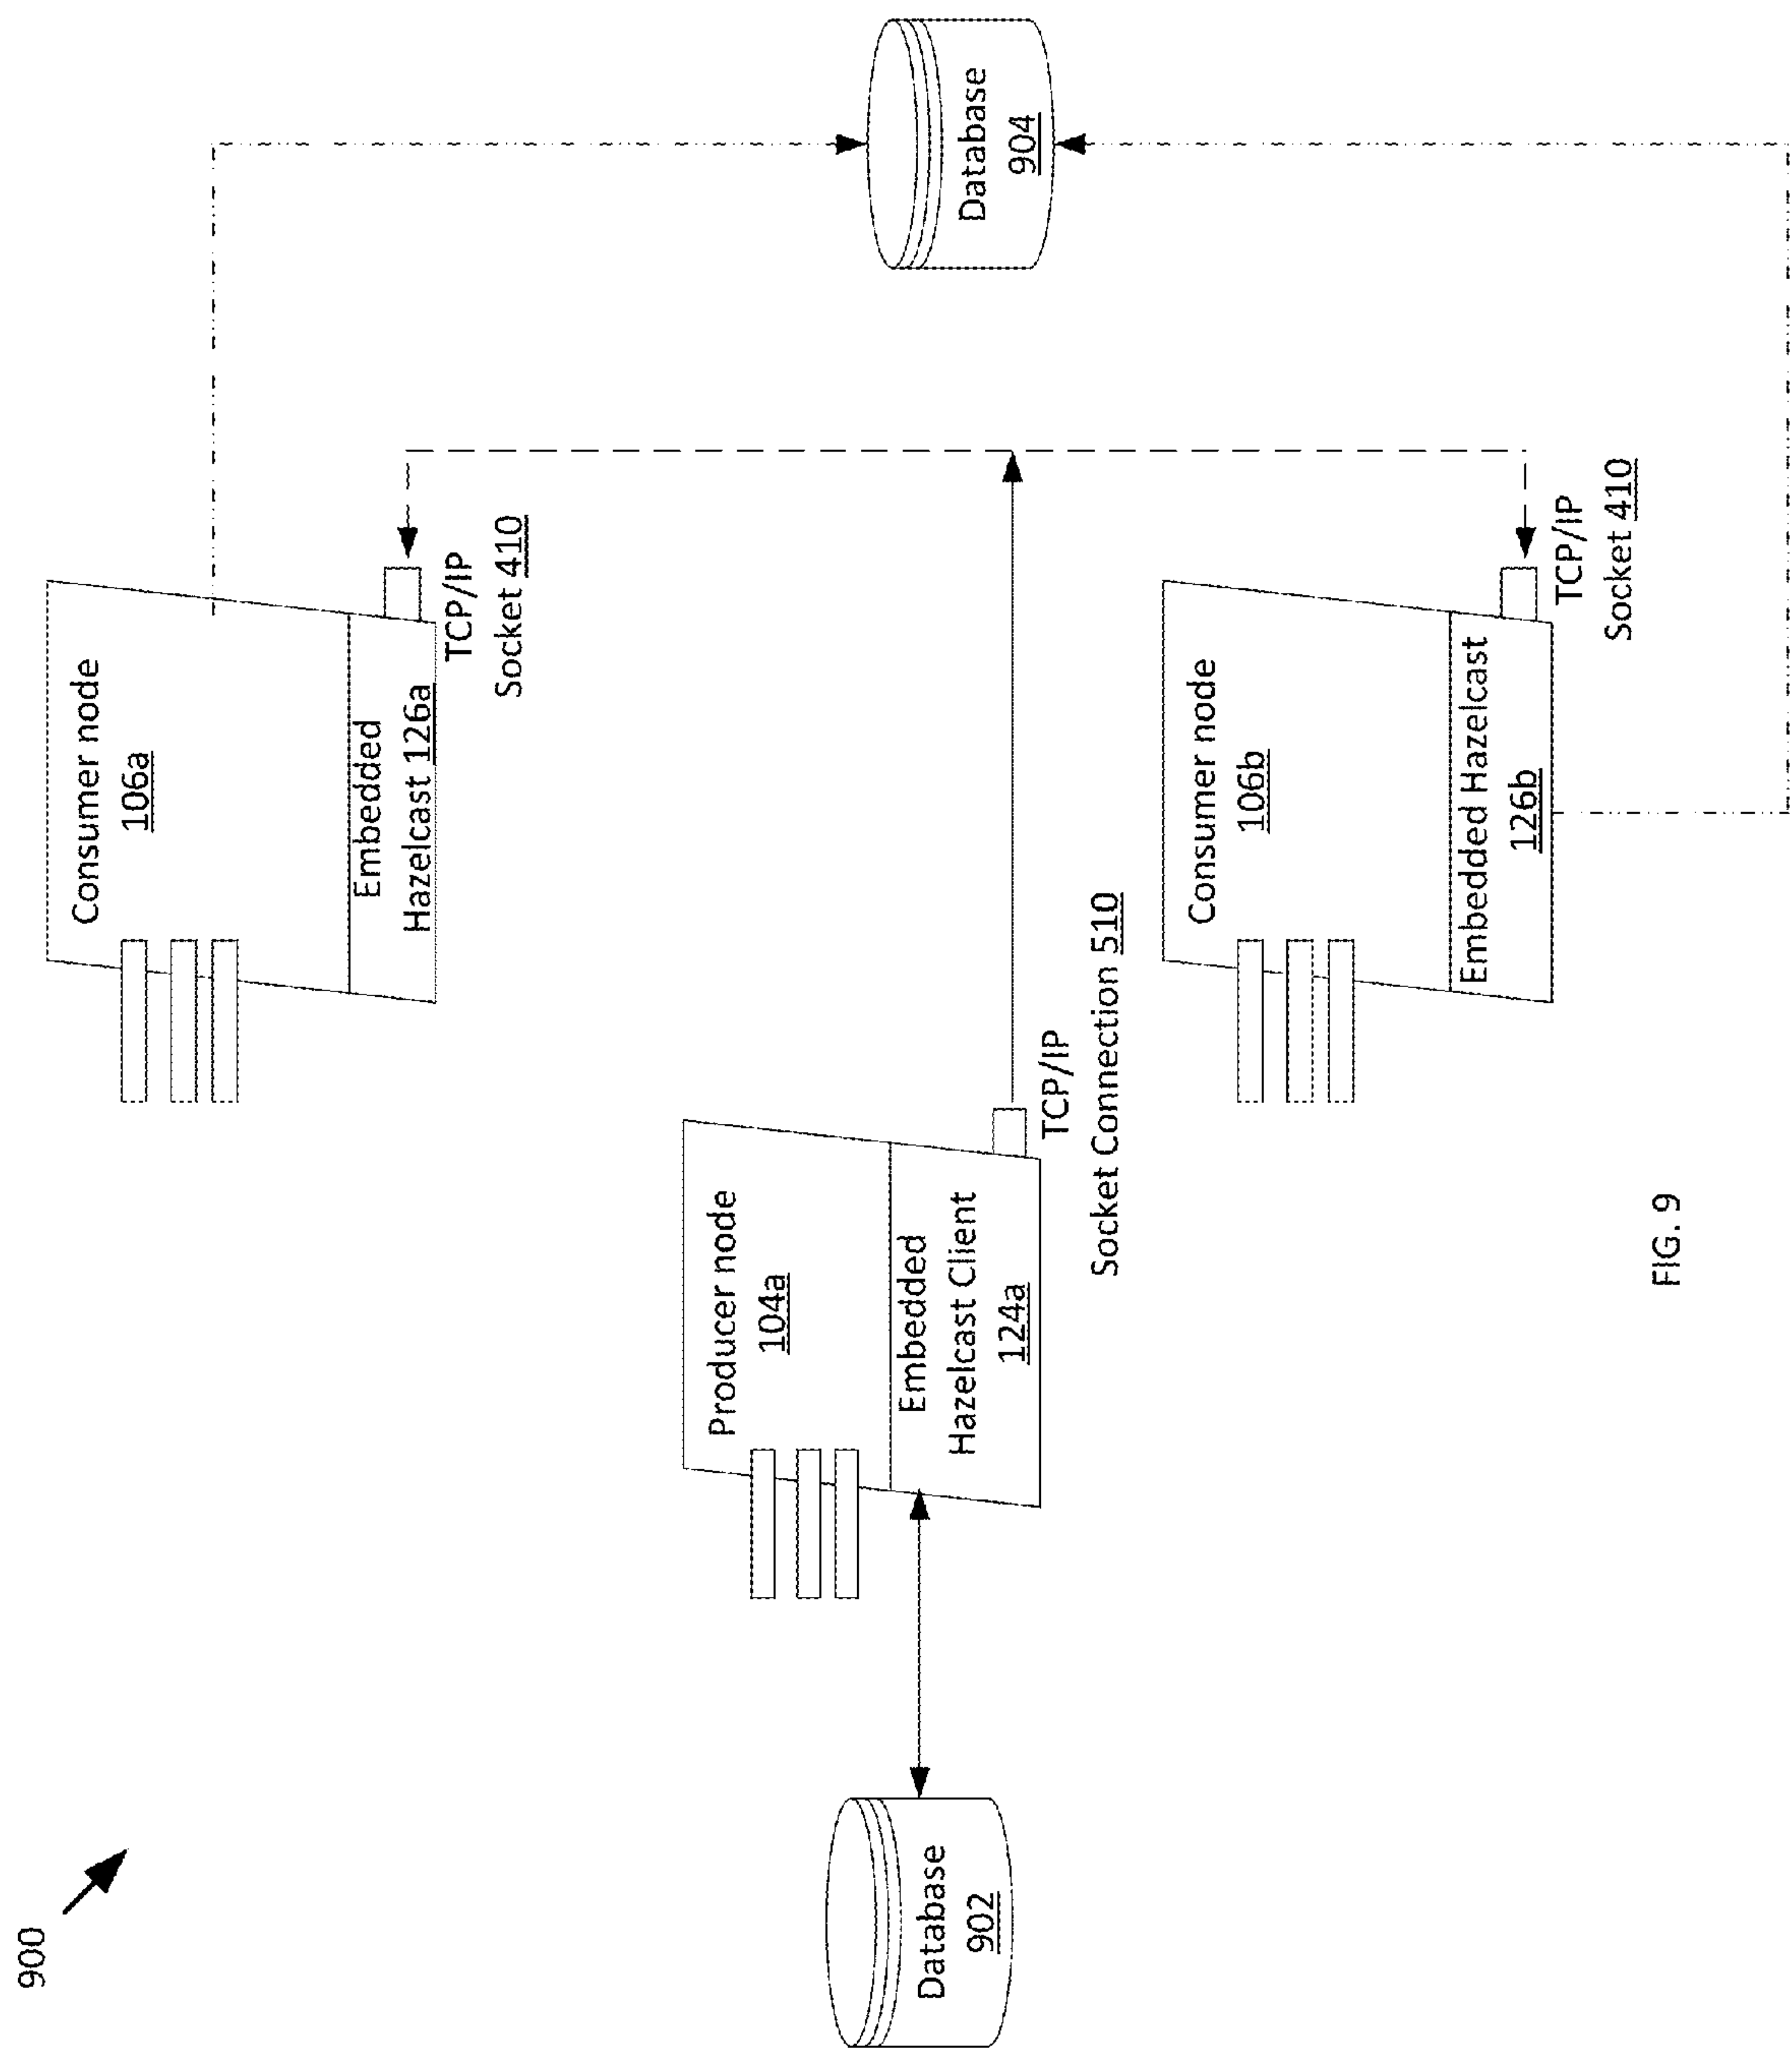 900
Consumer node
106a
Embedded
Hazelcast 126a
TCP/IP
Socket 410
Database
902
Producer node
104a
Embedded
Hazelcast Client
124a
TCP/IP
Socket Connection 510
Database
904
Consumer node
106b
Embedded Hazelcast
126b
TCP/IP
Socket 410
FIG. 9